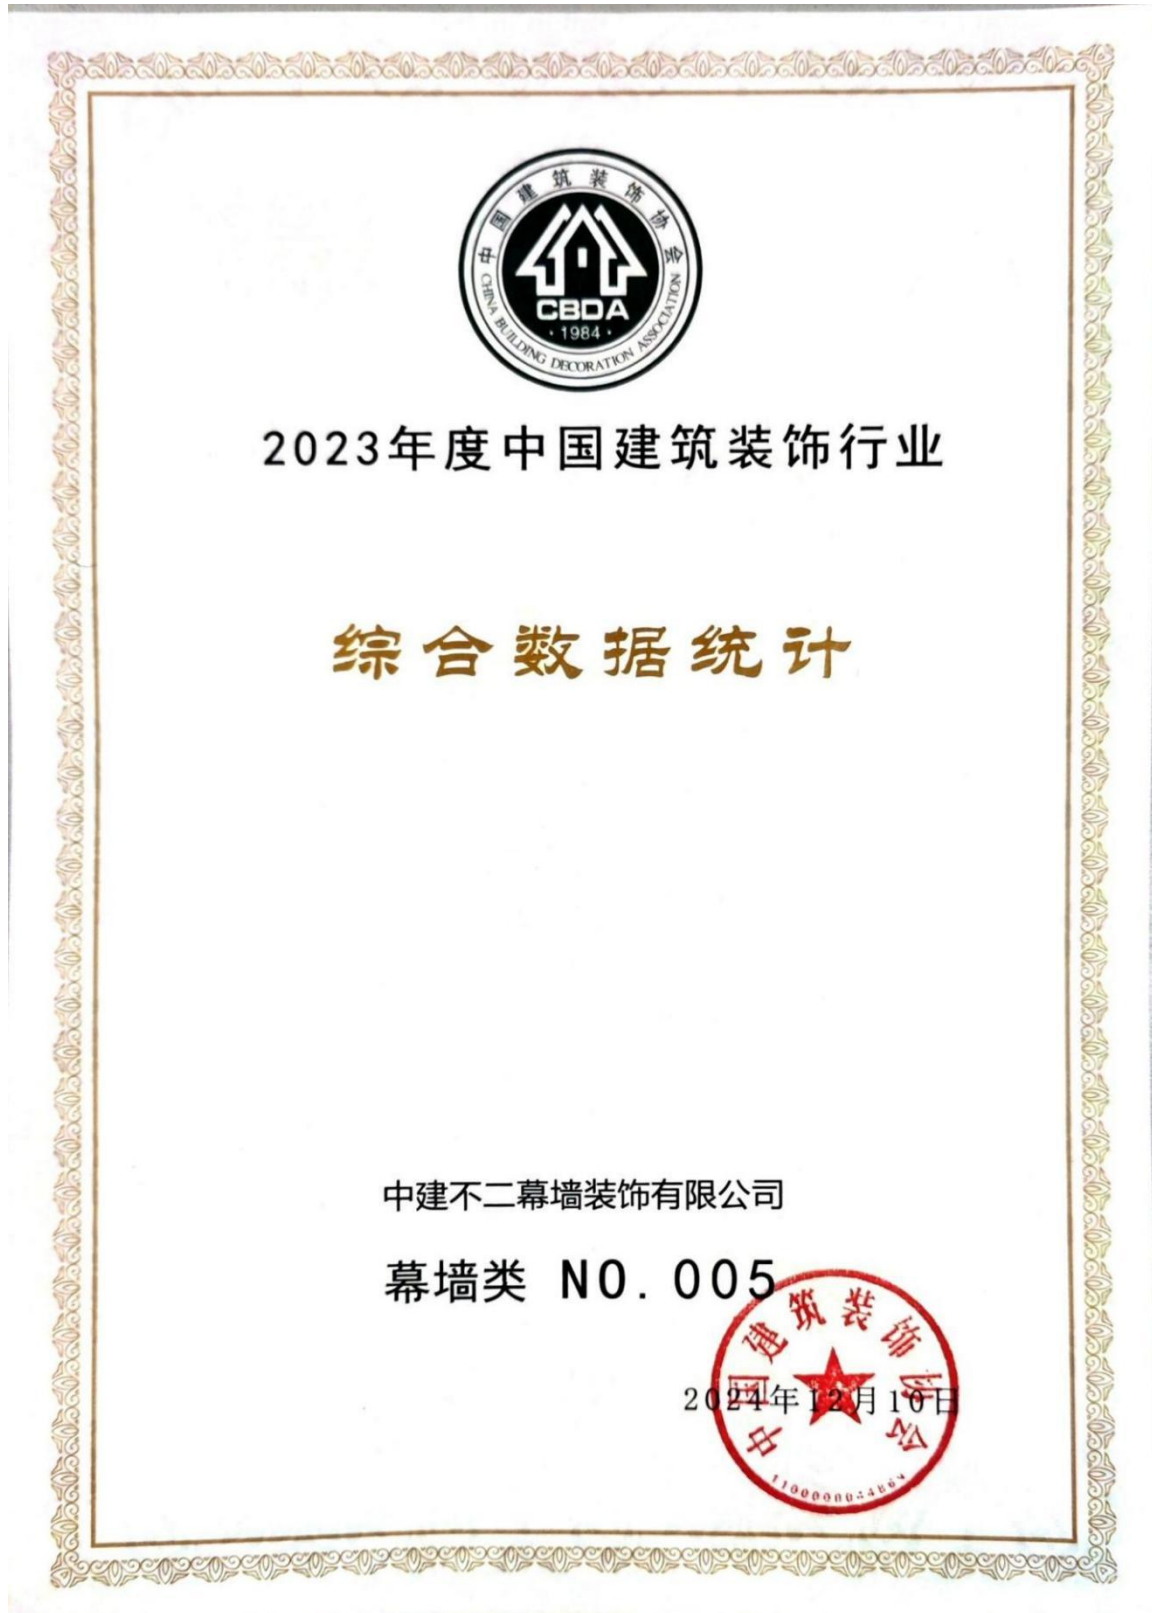 中国建筑装饰协会
CBDA
·1984·
CHINA BUILDING DECORATION ASSOCIATION
2023年度中国建筑装饰行业
综合数据统计
中建不二幕墙装饰有限公司
幕墙类 NO.005
中国建筑装饰协会
2024年12月10日